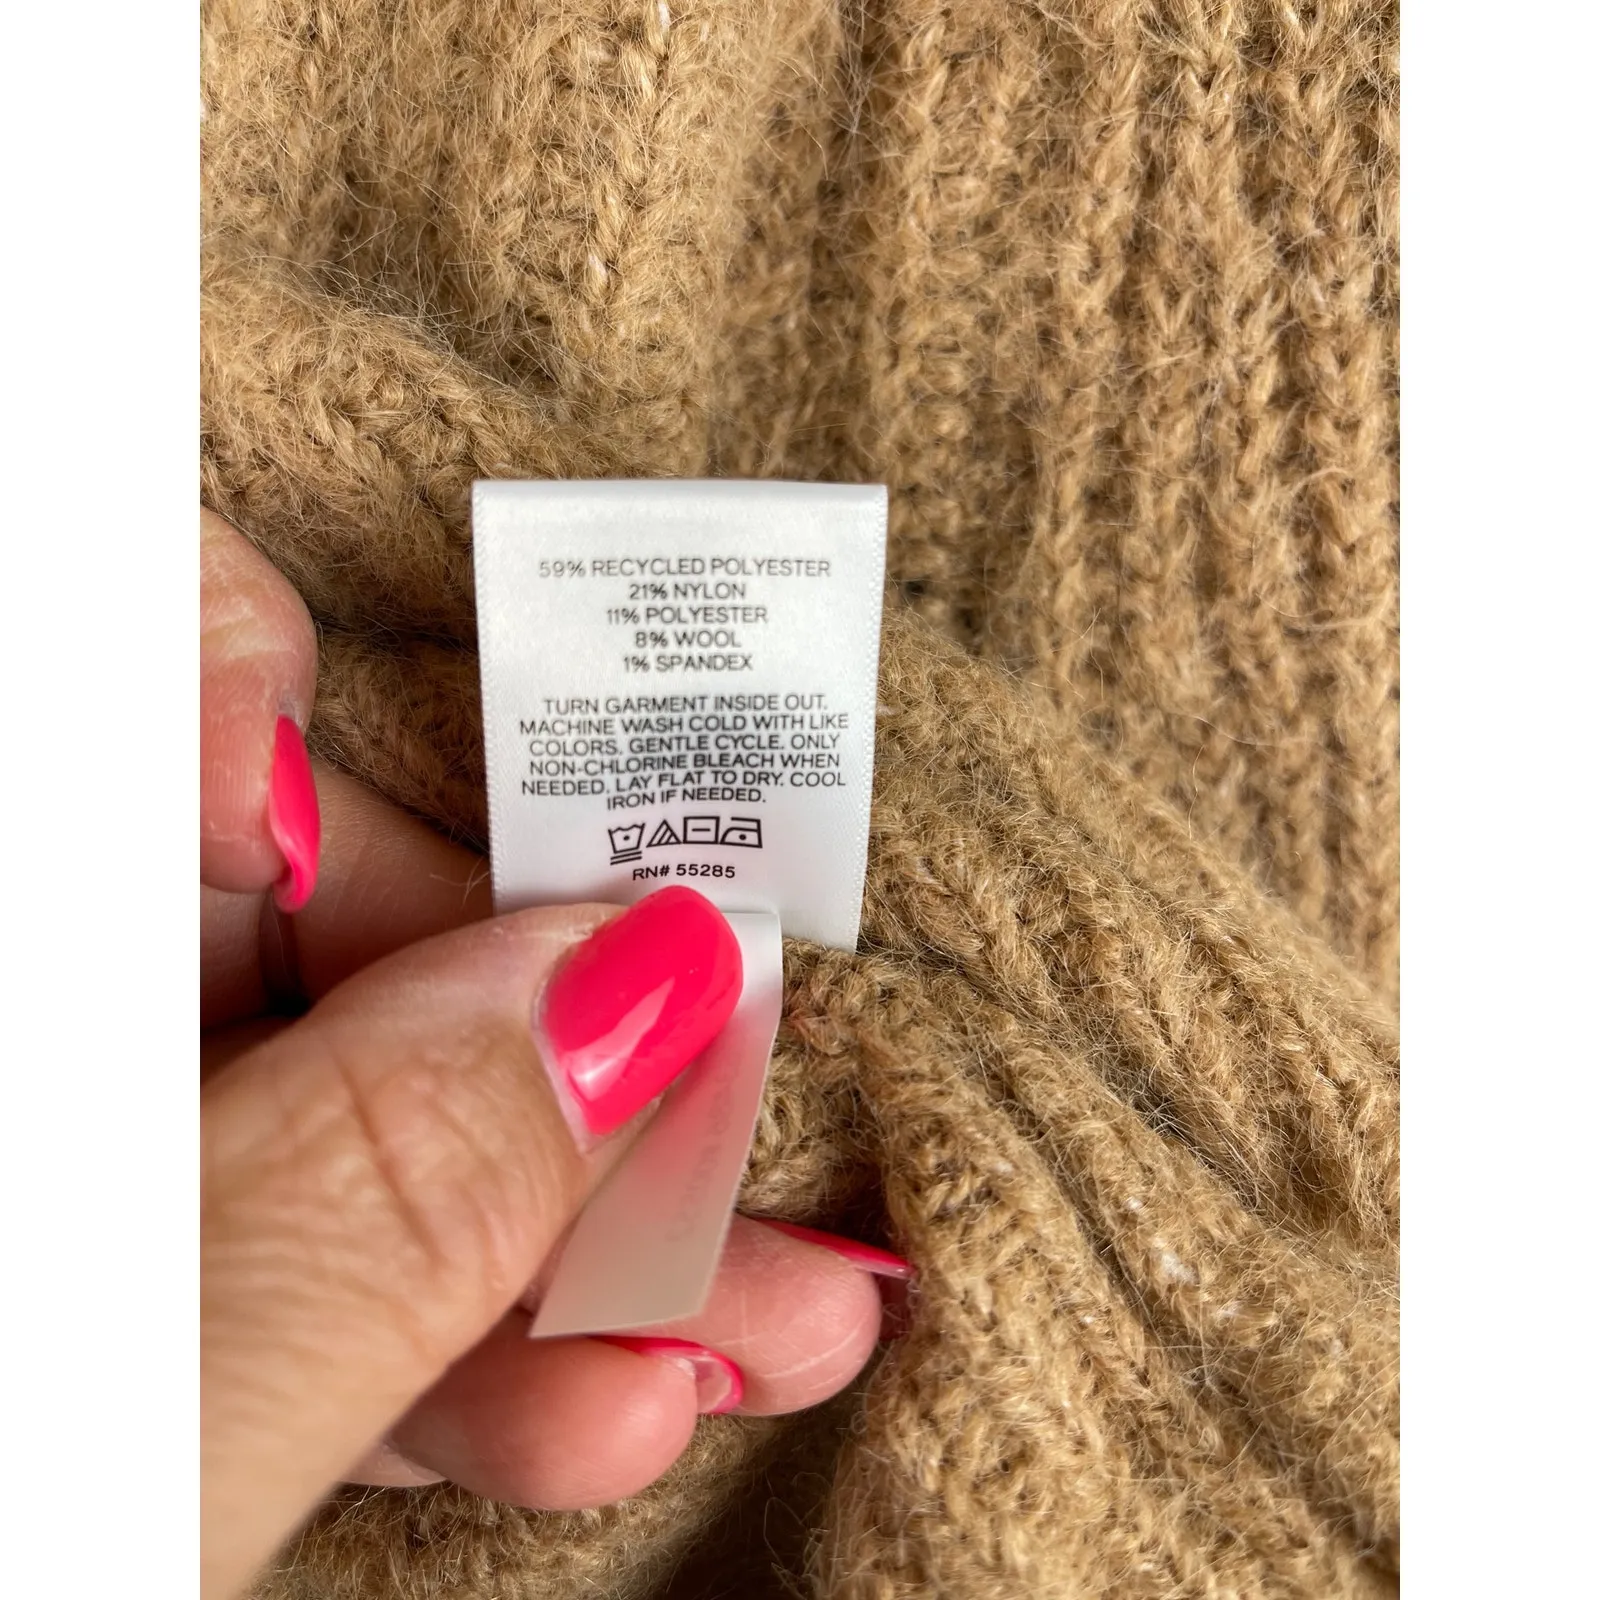 59% RECYCLED POLYESTER
21% NYLON
11% POLYESTER
8% WOOL
1% SPANDEX
TURN GARMENT INSIDE OUT.
MACHINE WASH COLD WITH LIKE
COLORS. GENTLE CYCLE. ONLY
NON-CHLORINE BLEACH WHEN
NEEDED. LAY FLAT TO DRY. COOL
IRON IF NEEDED.
RN# 55285